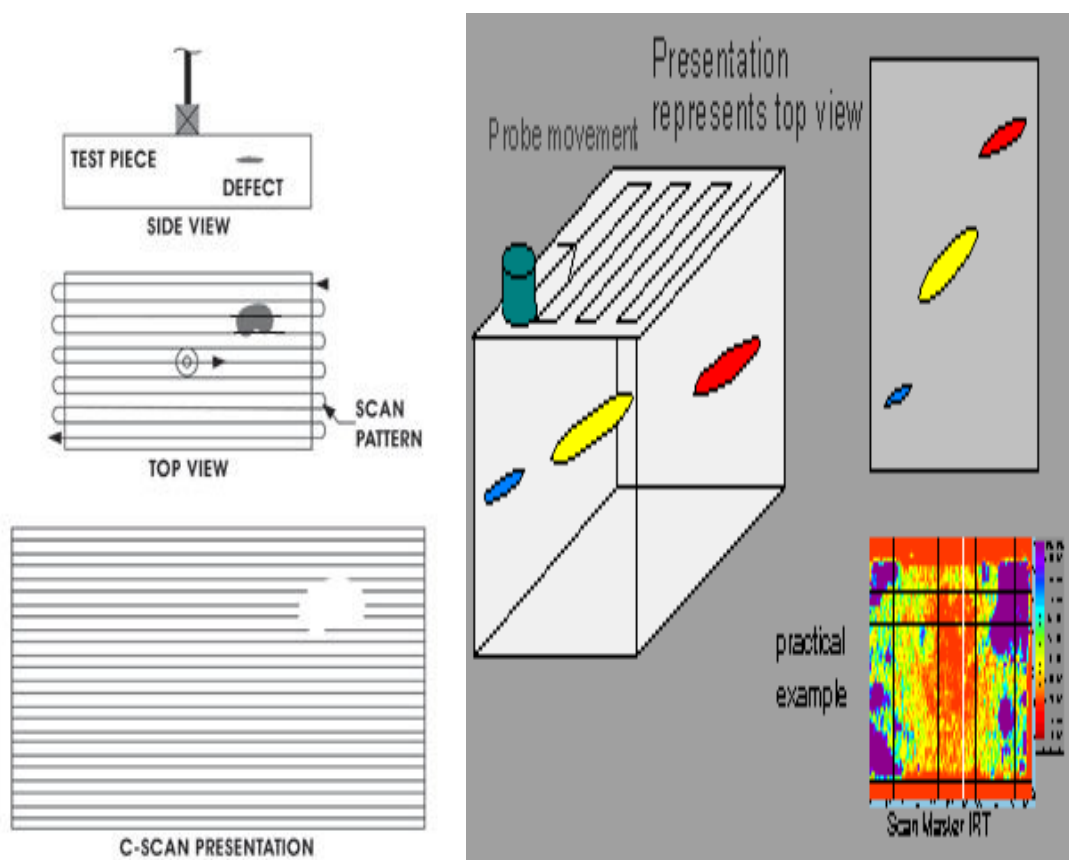 TEST PIECE
DEFECT
SIDE VIEW
SCAN
PATTERN
TOP VIEW
C-SCAN PRESENTATION
Presentation
represents top view
Probe movement
practical
example
Scan Master IRT